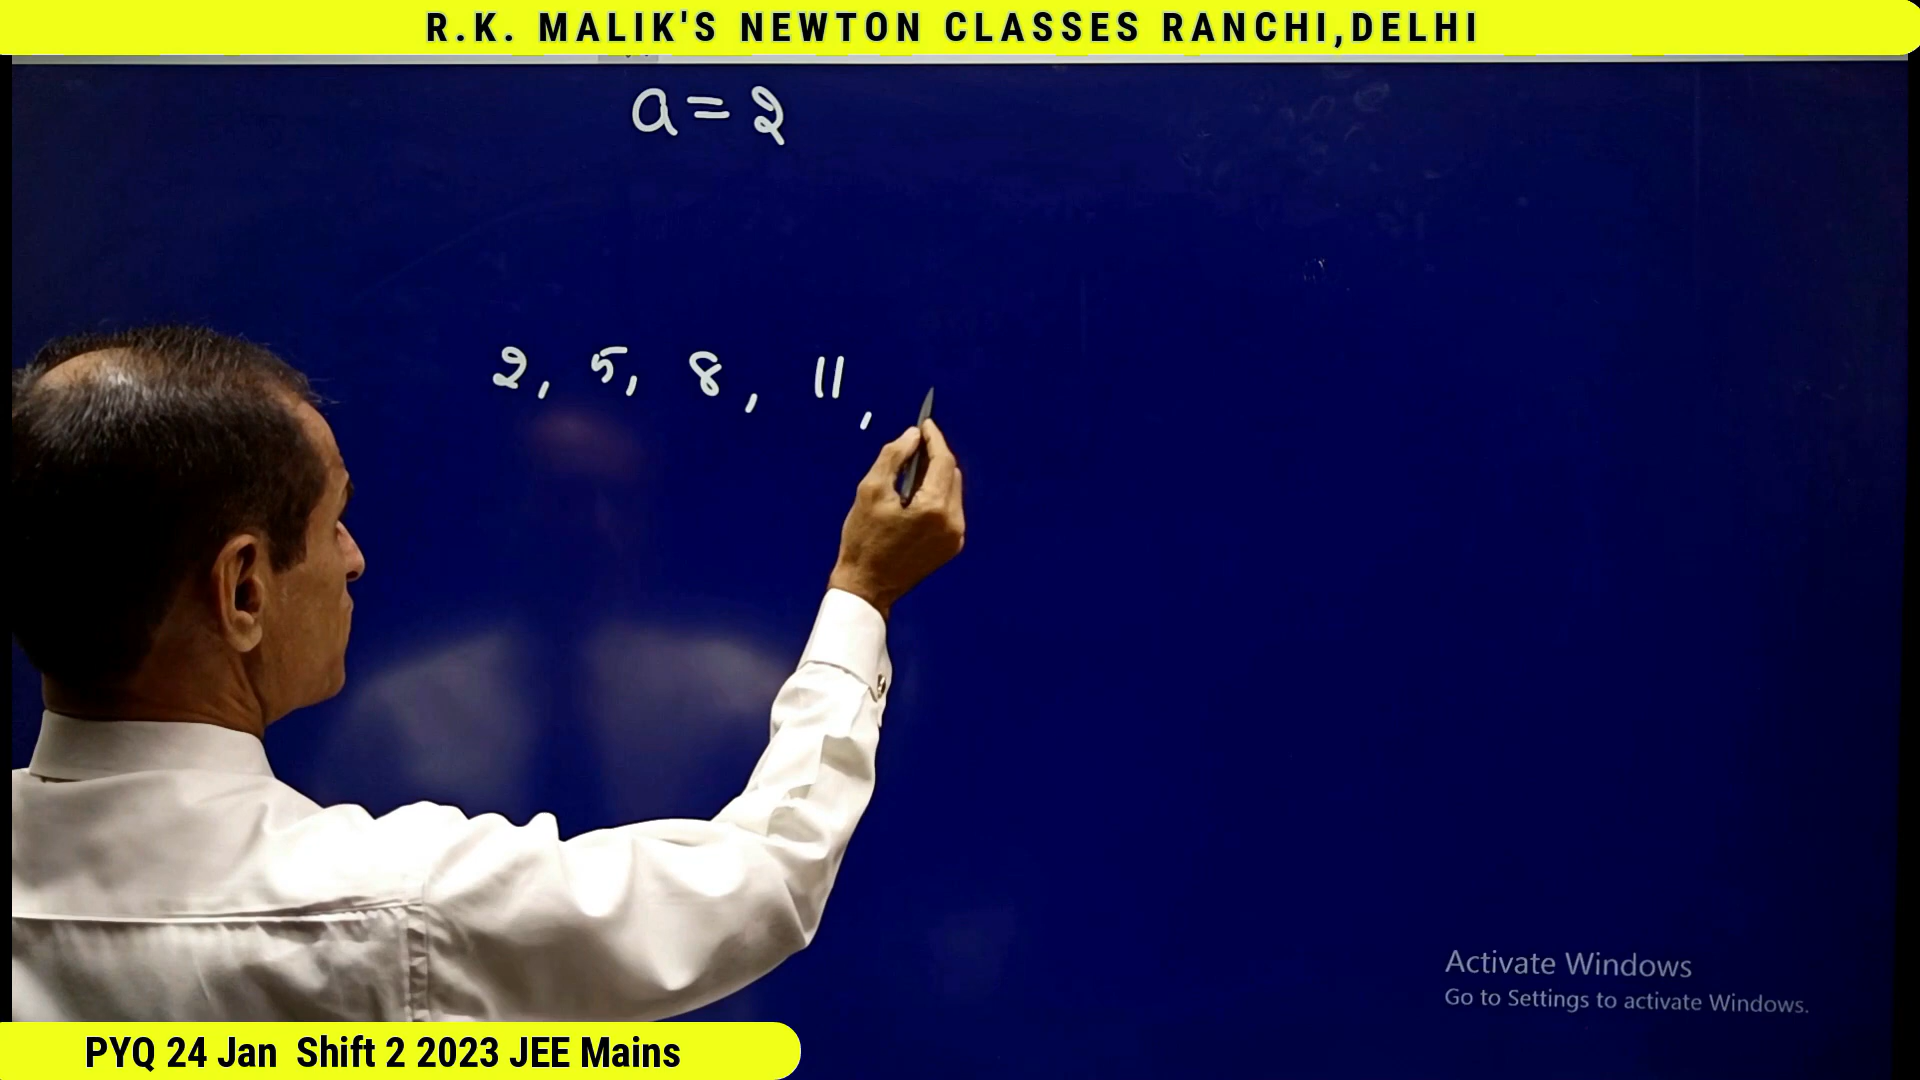 R.K. MALIK'S NEWTON CLASSES RANCHI,DELHI
a = 2
2, 5, 8, 11,
Activate Windows
Go to Settings to activate Windows.
PYQ 24 Jan Shift 2 2023 JEE Mains